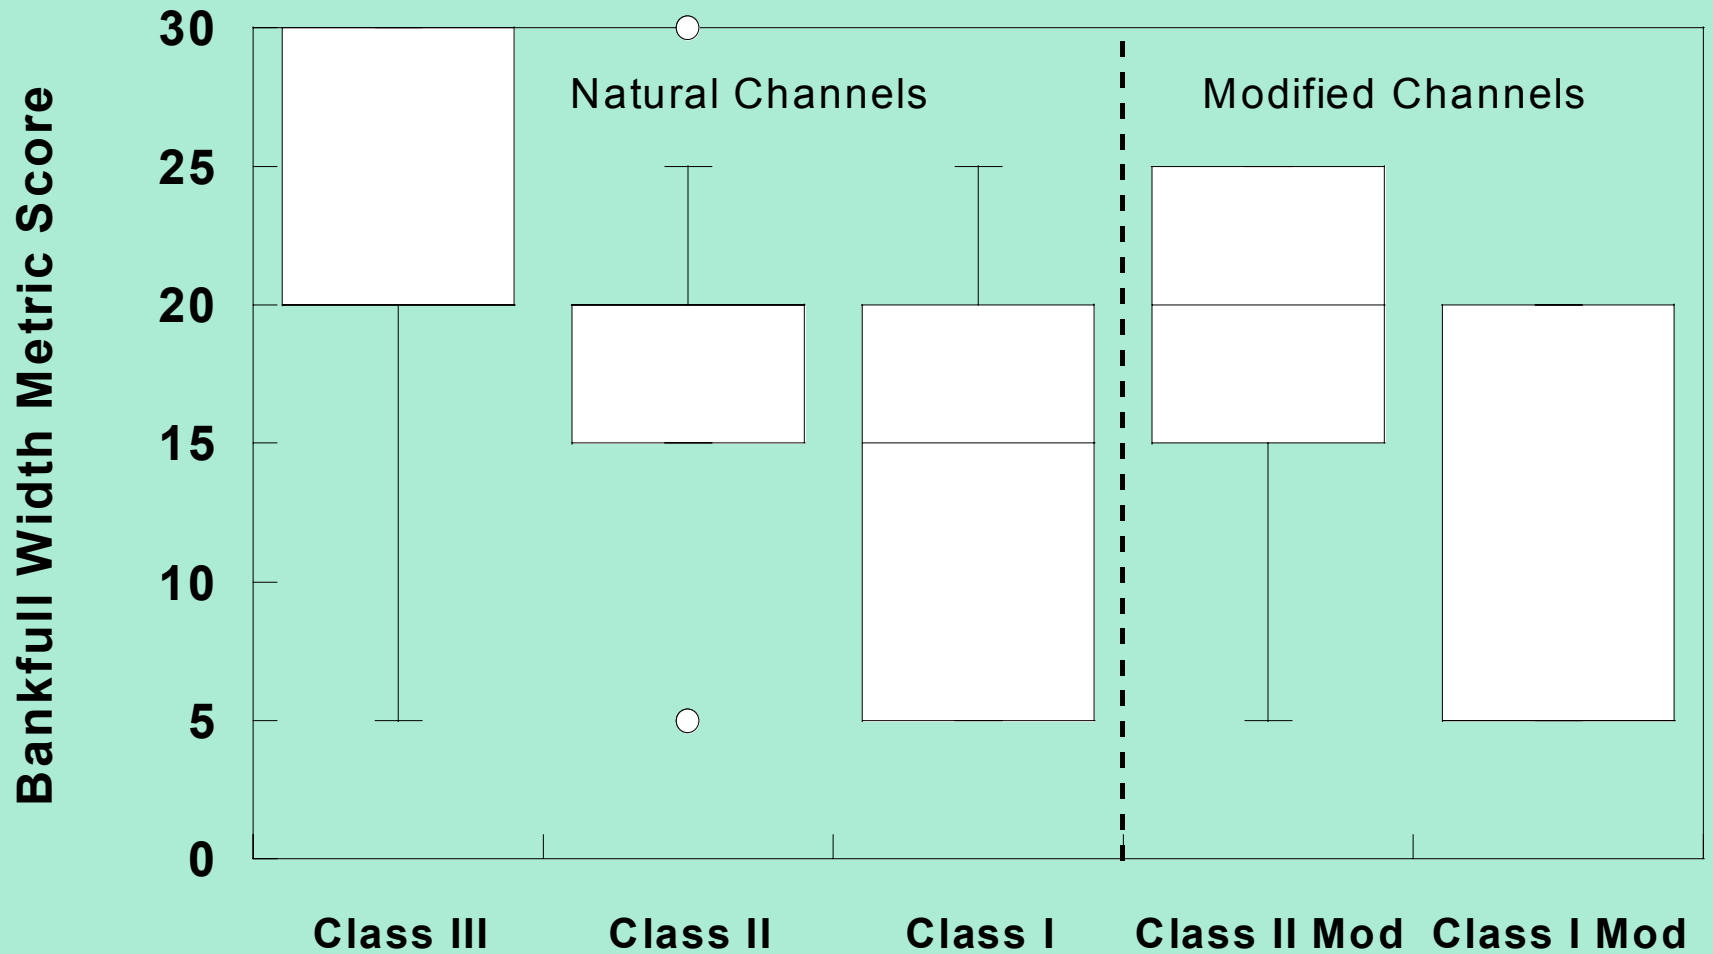 Bankfull Width Metric Score
30
25
20
15
10
5
0
Natural Channels
Modified Channels
Class III
Class II
Class I
Class II Mod
Class I Mod